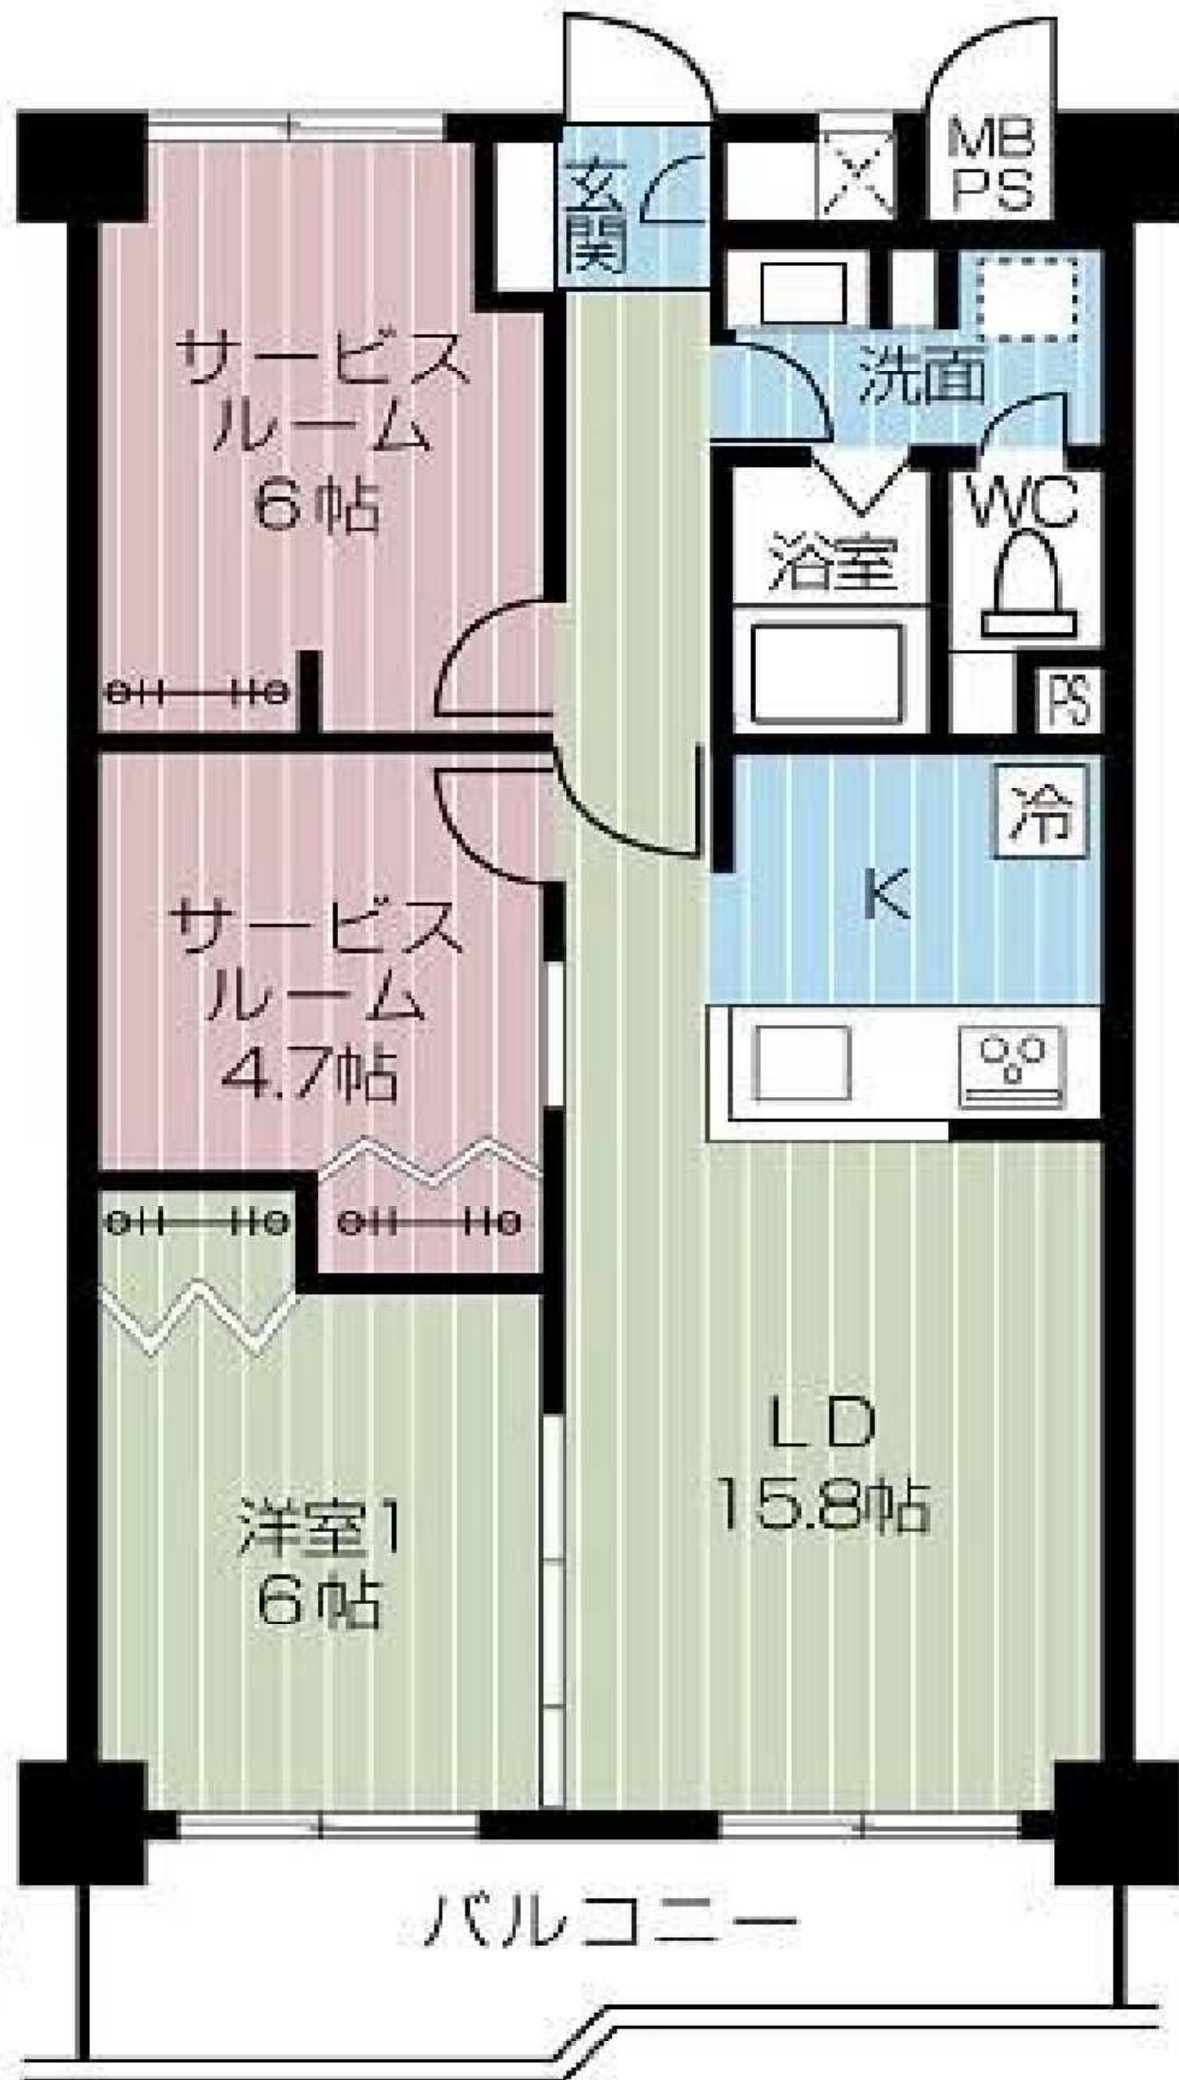 MB
PS
玄
関
サービス
ルーム
6帖
洗面
WC
浴室
PS
冷
K
サービス
ルーム
4.7帖
LD
15.8帖
洋室1
6帖
バルコニー